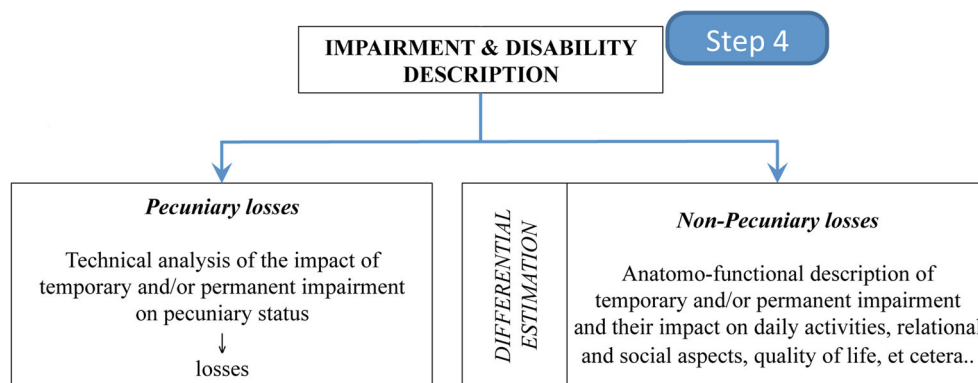 IMPAIRMENT & DISABILITY
DESCRIPTION
Step 4
Pecuniary losses
Technical analysis of the impact of
temporary and/or permanent impairment
on pecuniary status
↓
losses
DIFFERENTIAL
ESTIMATION
Non-Pecuniary losses
Anatomo-functional description of
temporary and/or permanent impairment
and their impact on daily activities, relational
and social aspects, quality of life, et cetera..